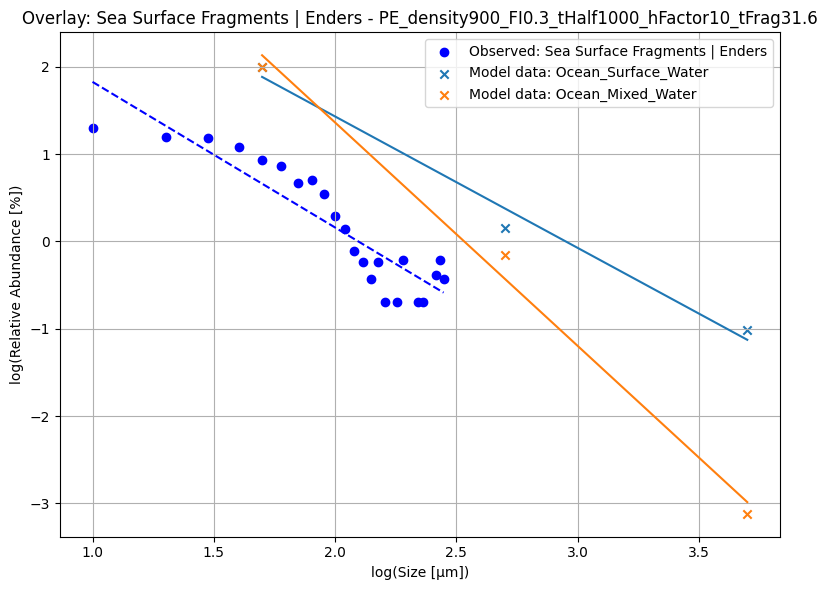 Overlay: Sea Surface Fragments | Enders - PE_density900_FI0.3_tHalf1000_hFactor10_tFrag31.6
Observed: Sea Surface Fragments | Enders
Model data: Ocean_Surface_Water
Model data: Ocean_Mixed_Water
log(Relative Abundance [%])
2
1
0
−1
−2
−3
1.0
1.5
2.0
2.5
3.0
3.5
log(Size [µm])